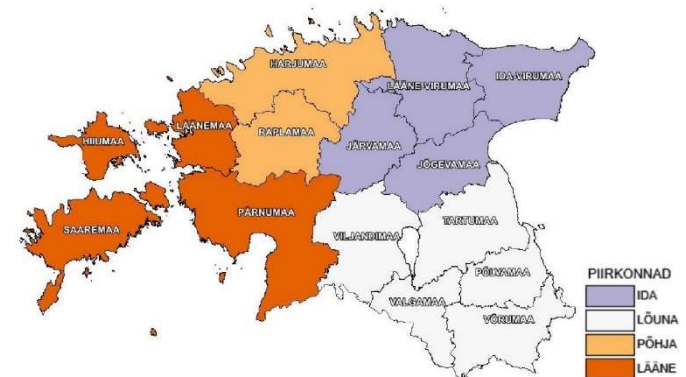 HARJUMAA
LÄÄNE-VIRUMAA
IDA-VIRUMAA
LÄÄNEMAA
RAPLAMAA
HIIUMAA
JÄRVAMAA
JÕGEVAMAA
PÄRNUMAA
SAAREMAA
VILJANDIMAA
TARTUMAA
PÕLVAMAA
VALGAMAA
VÕRUMAA
PIIRKONNAD
IDA
LÕUNA
PÕHJA
LÄÄNE